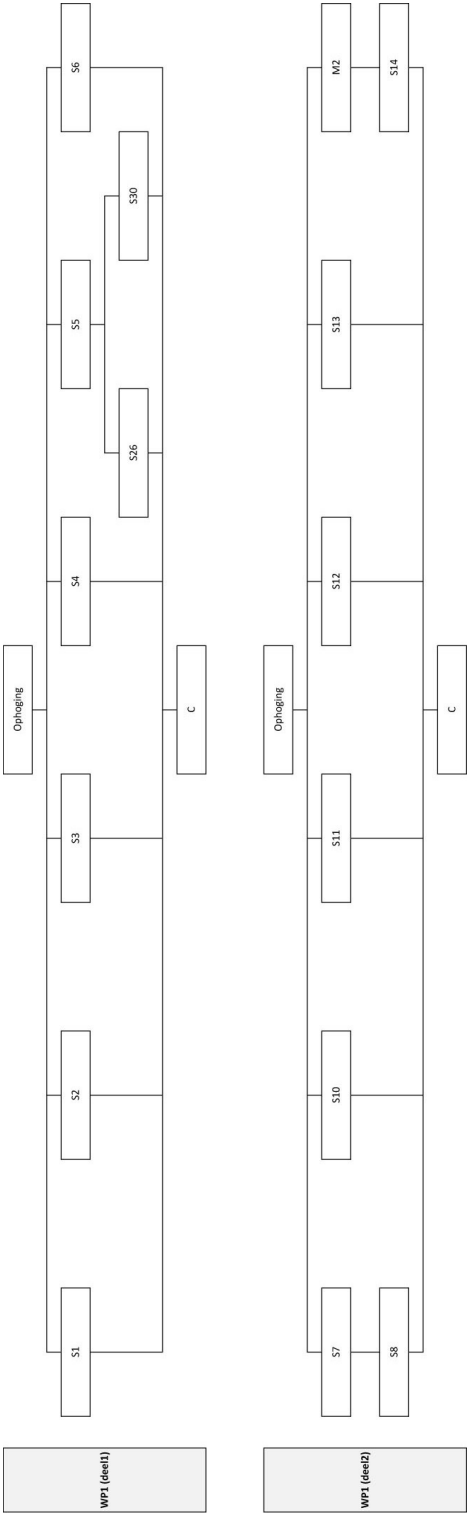 WP1 (deel1)
Ophoging
S1
S2
S3
S4
S5
S6
S26
S30
C
WP1 (deel2)
Ophoging
S7
S10
S11
S12
S13
M2
S8
S14
C